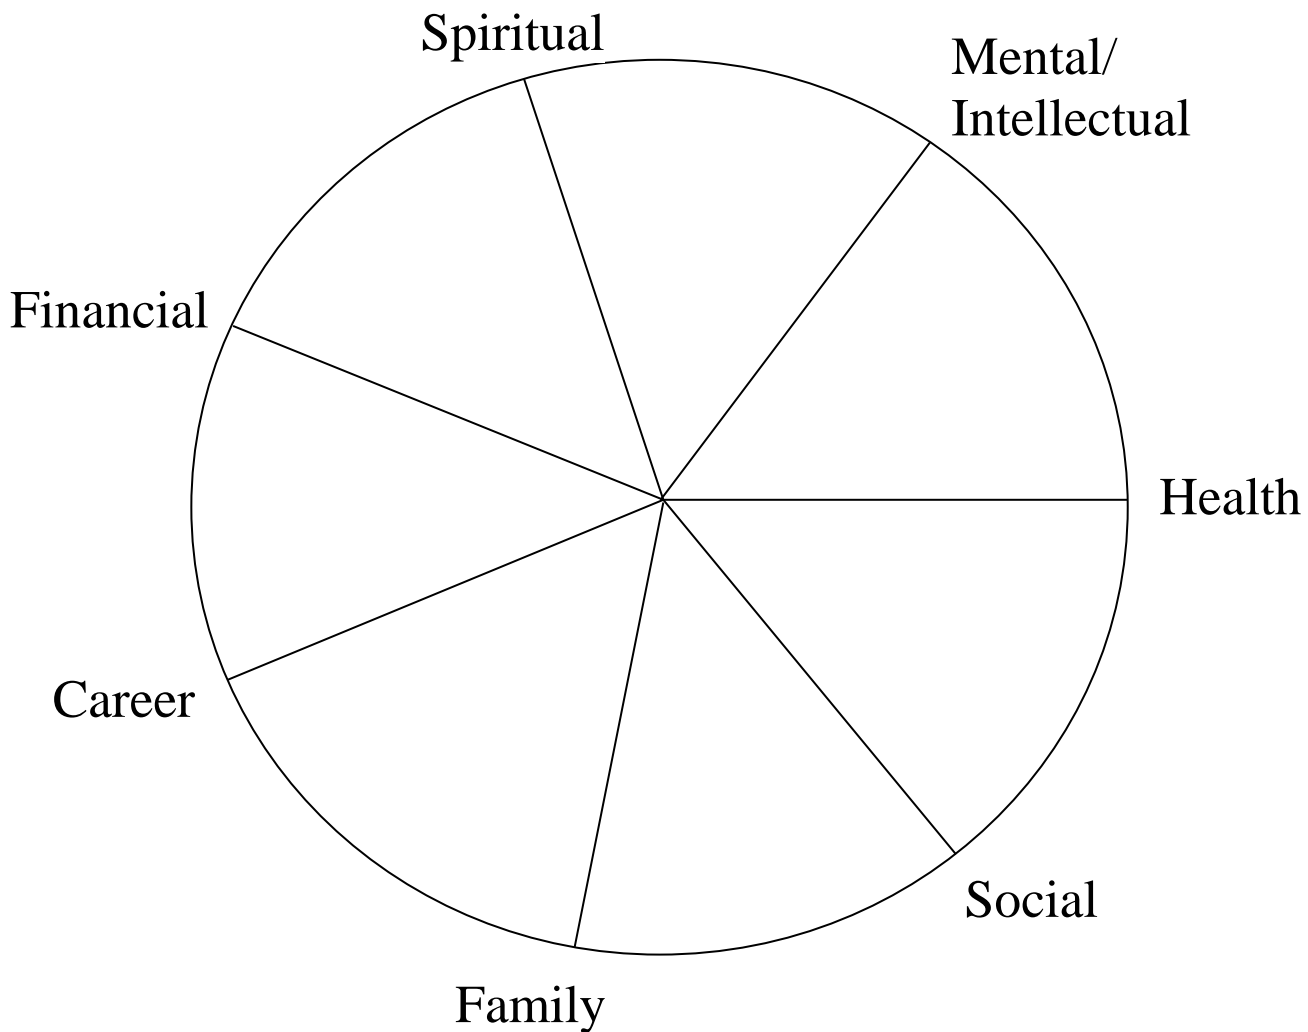 Spiritual
Mental/
Intellectual
Financial
Health
Career
Social
Family